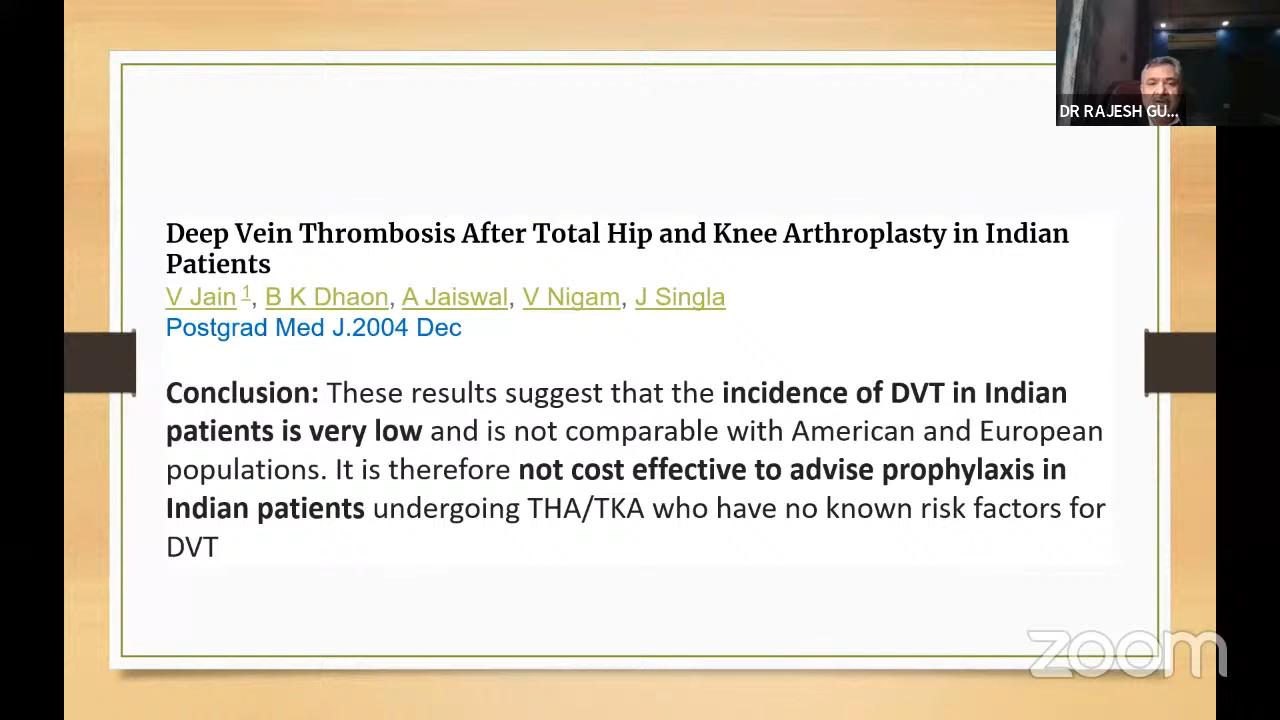 DR RAJESH GU...
Deep Vein Thrombosis After Total Hip and Knee Arthroplasty in Indian
Patients
V Jain 1, B K Dhaon, A Jaiswal, V Nigam, J Singla
Postgrad Med J.2004 Dec
Conclusion: These results suggest that the incidence of DVT in Indian
patients is very low and is not comparable with American and European
populations. It is therefore not cost effective to advise prophylaxis in
Indian patients undergoing THA/TKA who have no known risk factors for
DVT
zoom